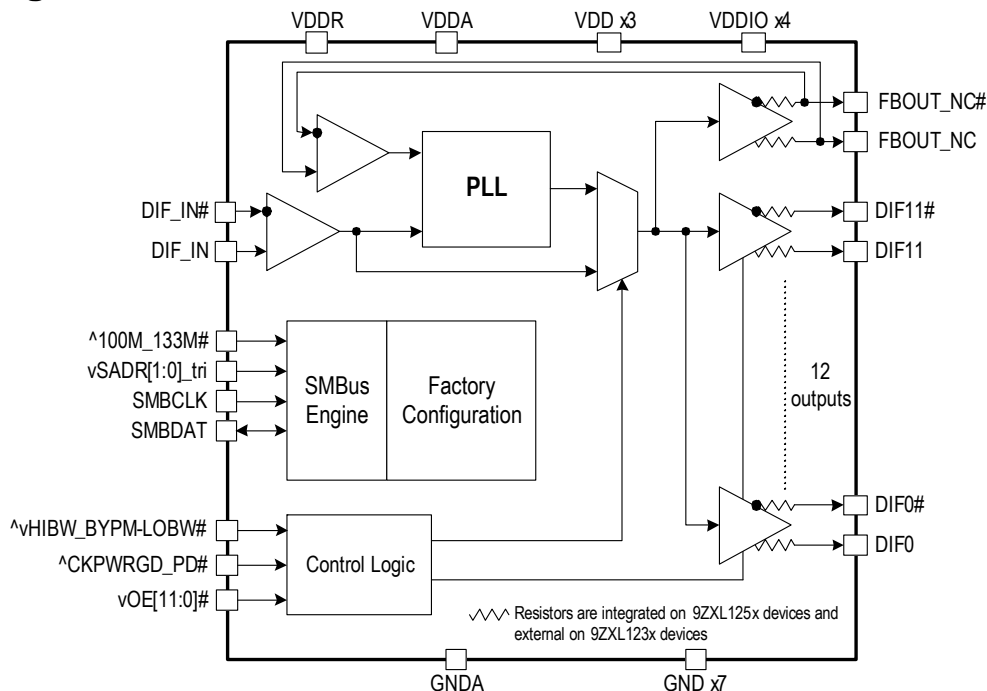 VDDR
VDDA
VDD x3
VDDIO x4
FBOUT_NC#
FBOUT_NC
PLL
DIF_IN#
DIF_IN
DIF11#
DIF11
^100M_133M#
vSADR[1:0]_tri
SMBCLK
SMBDAT
SMBus
Engine
Factory
Configuration
12
outputs
^vHIBW_BYPM-LOBW#
^CKPWRGD_PD#
vOE[11:0]#
Control Logic
DIF0#
DIF0
Resistors are integrated on 9ZXL125x devices and
external on 9ZXL123x devices
GNDA
GND x7